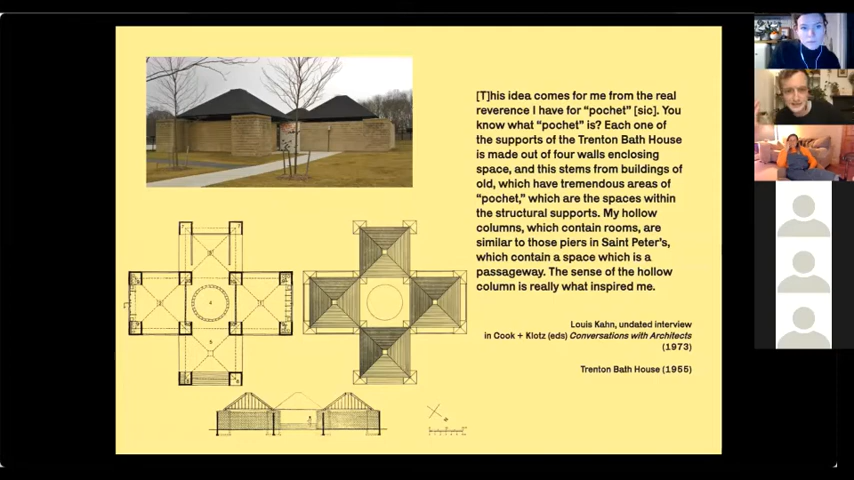 [T]his idea comes for me from the real
reverence I have for “pochet” [sic]. You
know what “pochet” is? Each one of
the supports of the Trenton Bath House
is made out of four walls enclosing
space, and this stems from buildings of
old, which have tremendous areas of
“pochet,” which are the spaces within
the structural supports. My hollow
columns, which contain rooms, are
similar to those piers in Saint Peter’s,
which contain a space which is a
passageway. The sense of the hollow
column is really what inspired me.
Louis Kahn, undated interview
in Cook + Klotz (eds) Conversations with Architects
(1973)
Trenton Bath House (1955)
4
5